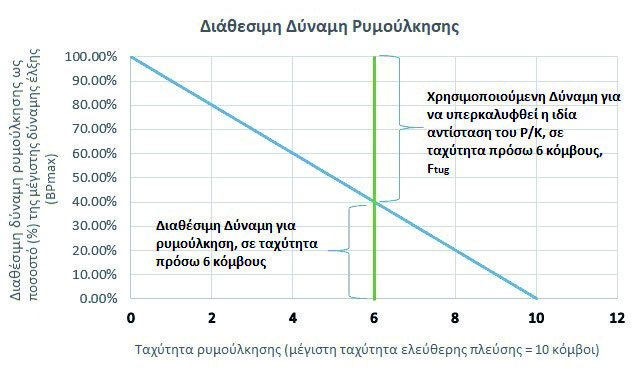 Διάθεσιμη Δύναμη Ρυμούλκησης
Διαθέσιμη δύναμη ρυμούλκησης ως
ποσοστό (%) της μέγιστης δύναμης έλξης
(BPmax)
100.00%
90.00%
80.00%
70.00%
60.00%
50.00%
40.00%
30.00%
20.00%
10.00%
0.00%
Χρησιμοποιούμενη Δύναμη για
να υπερκαλυφθεί η ιδία
αντίσταση του Ρ/Κ, σε
ταχύτητα πρόσω 6 κόμβους,
Ftug
Διαθέσιμη Δύναμη για
ρυμούλκηση, σε ταχύτητα
πρόσω 6 κόμβους
0 2 4 6 8 10 12
Ταχύτητα ρυμούλκησης (μέγιστη ταχύτητα ελεύθερης πλεύσης = 10 κόμβοι)